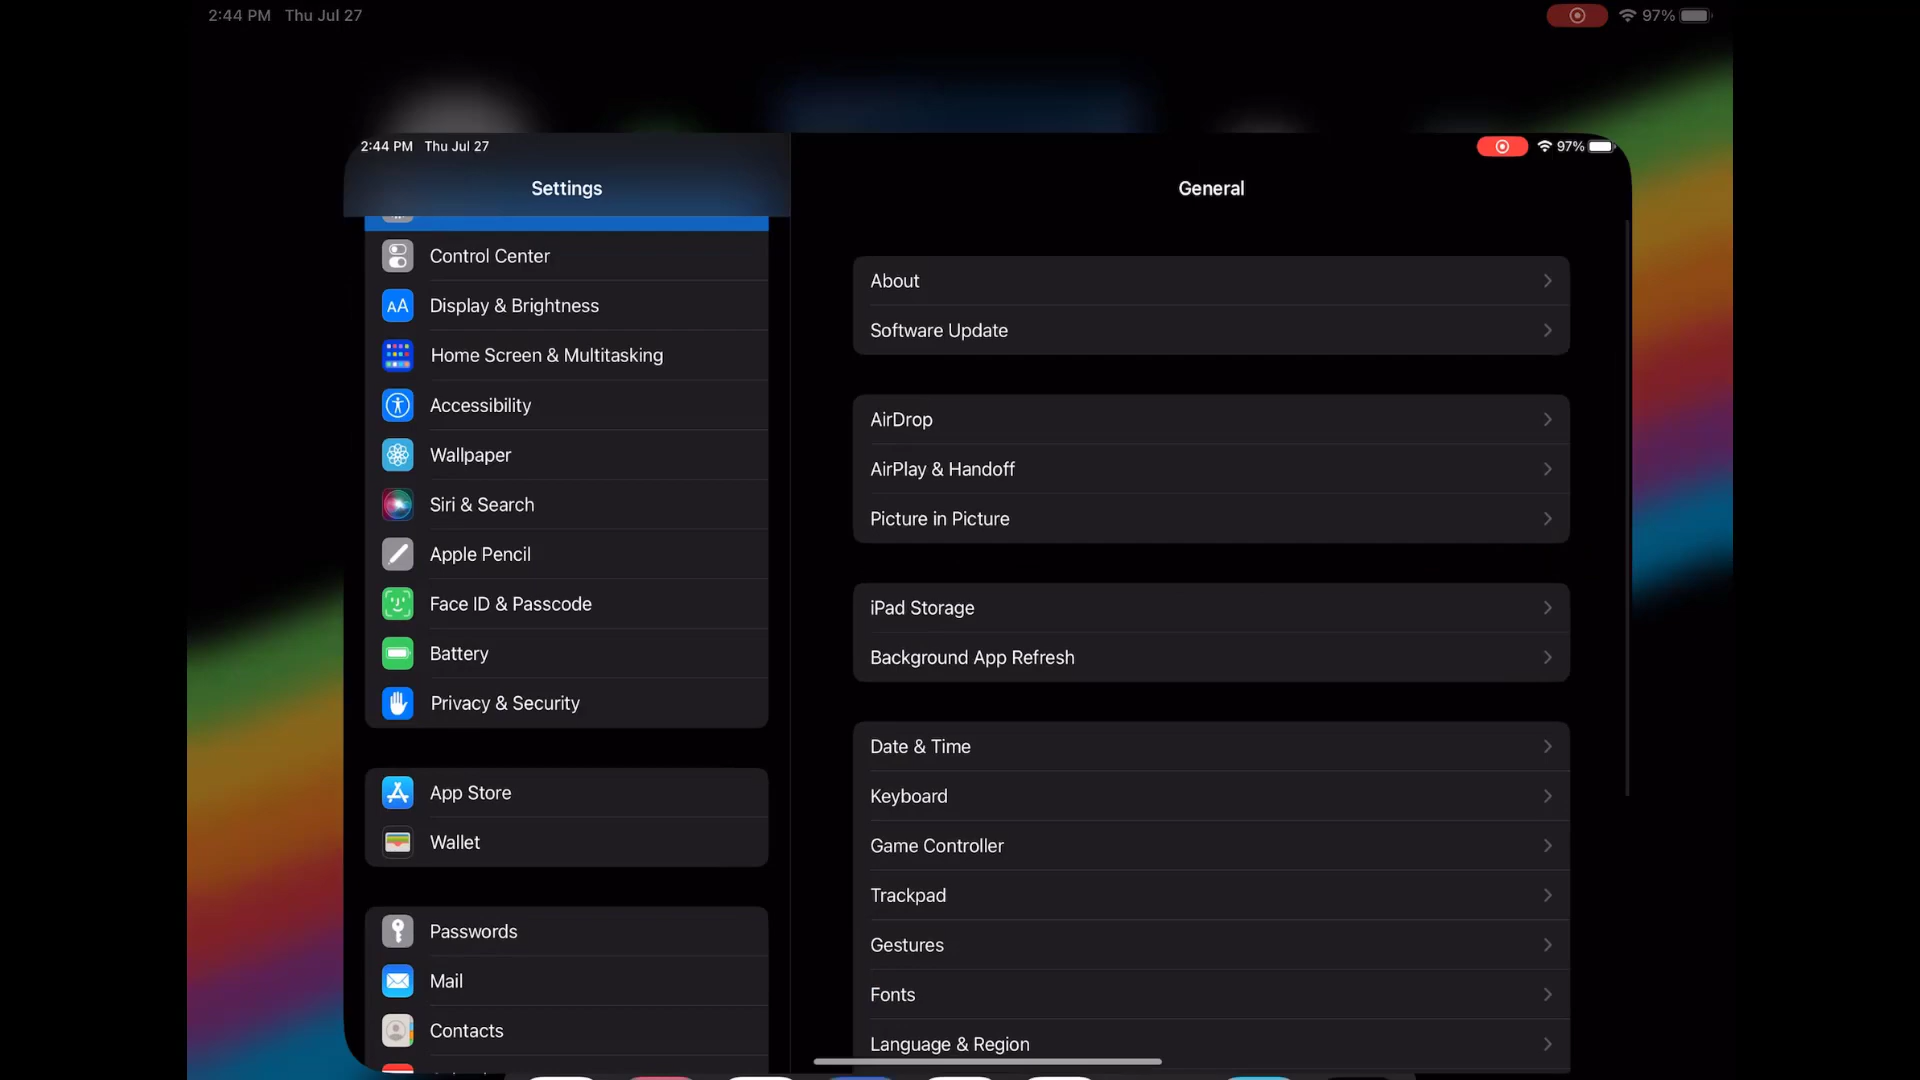 2:44 PM Thu Jul 27
97%
2:44 PM Thu Jul 27
97%
Settings
Control Center
AA Display & Brightness
Home Screen & Multitasking
Accessibility
Wallpaper
Siri & Search
Apple Pencil
Face ID & Passcode
Battery
Privacy & Security
App Store
Wallet
Passwords
Mail
Contacts
General
About
Software Update
AirDrop
AirPlay & Handoff
Picture in Picture
iPad Storage
Background App Refresh
Date & Time
Keyboard
Game Controller
Trackpad
Gestures
Fonts
Language & Region